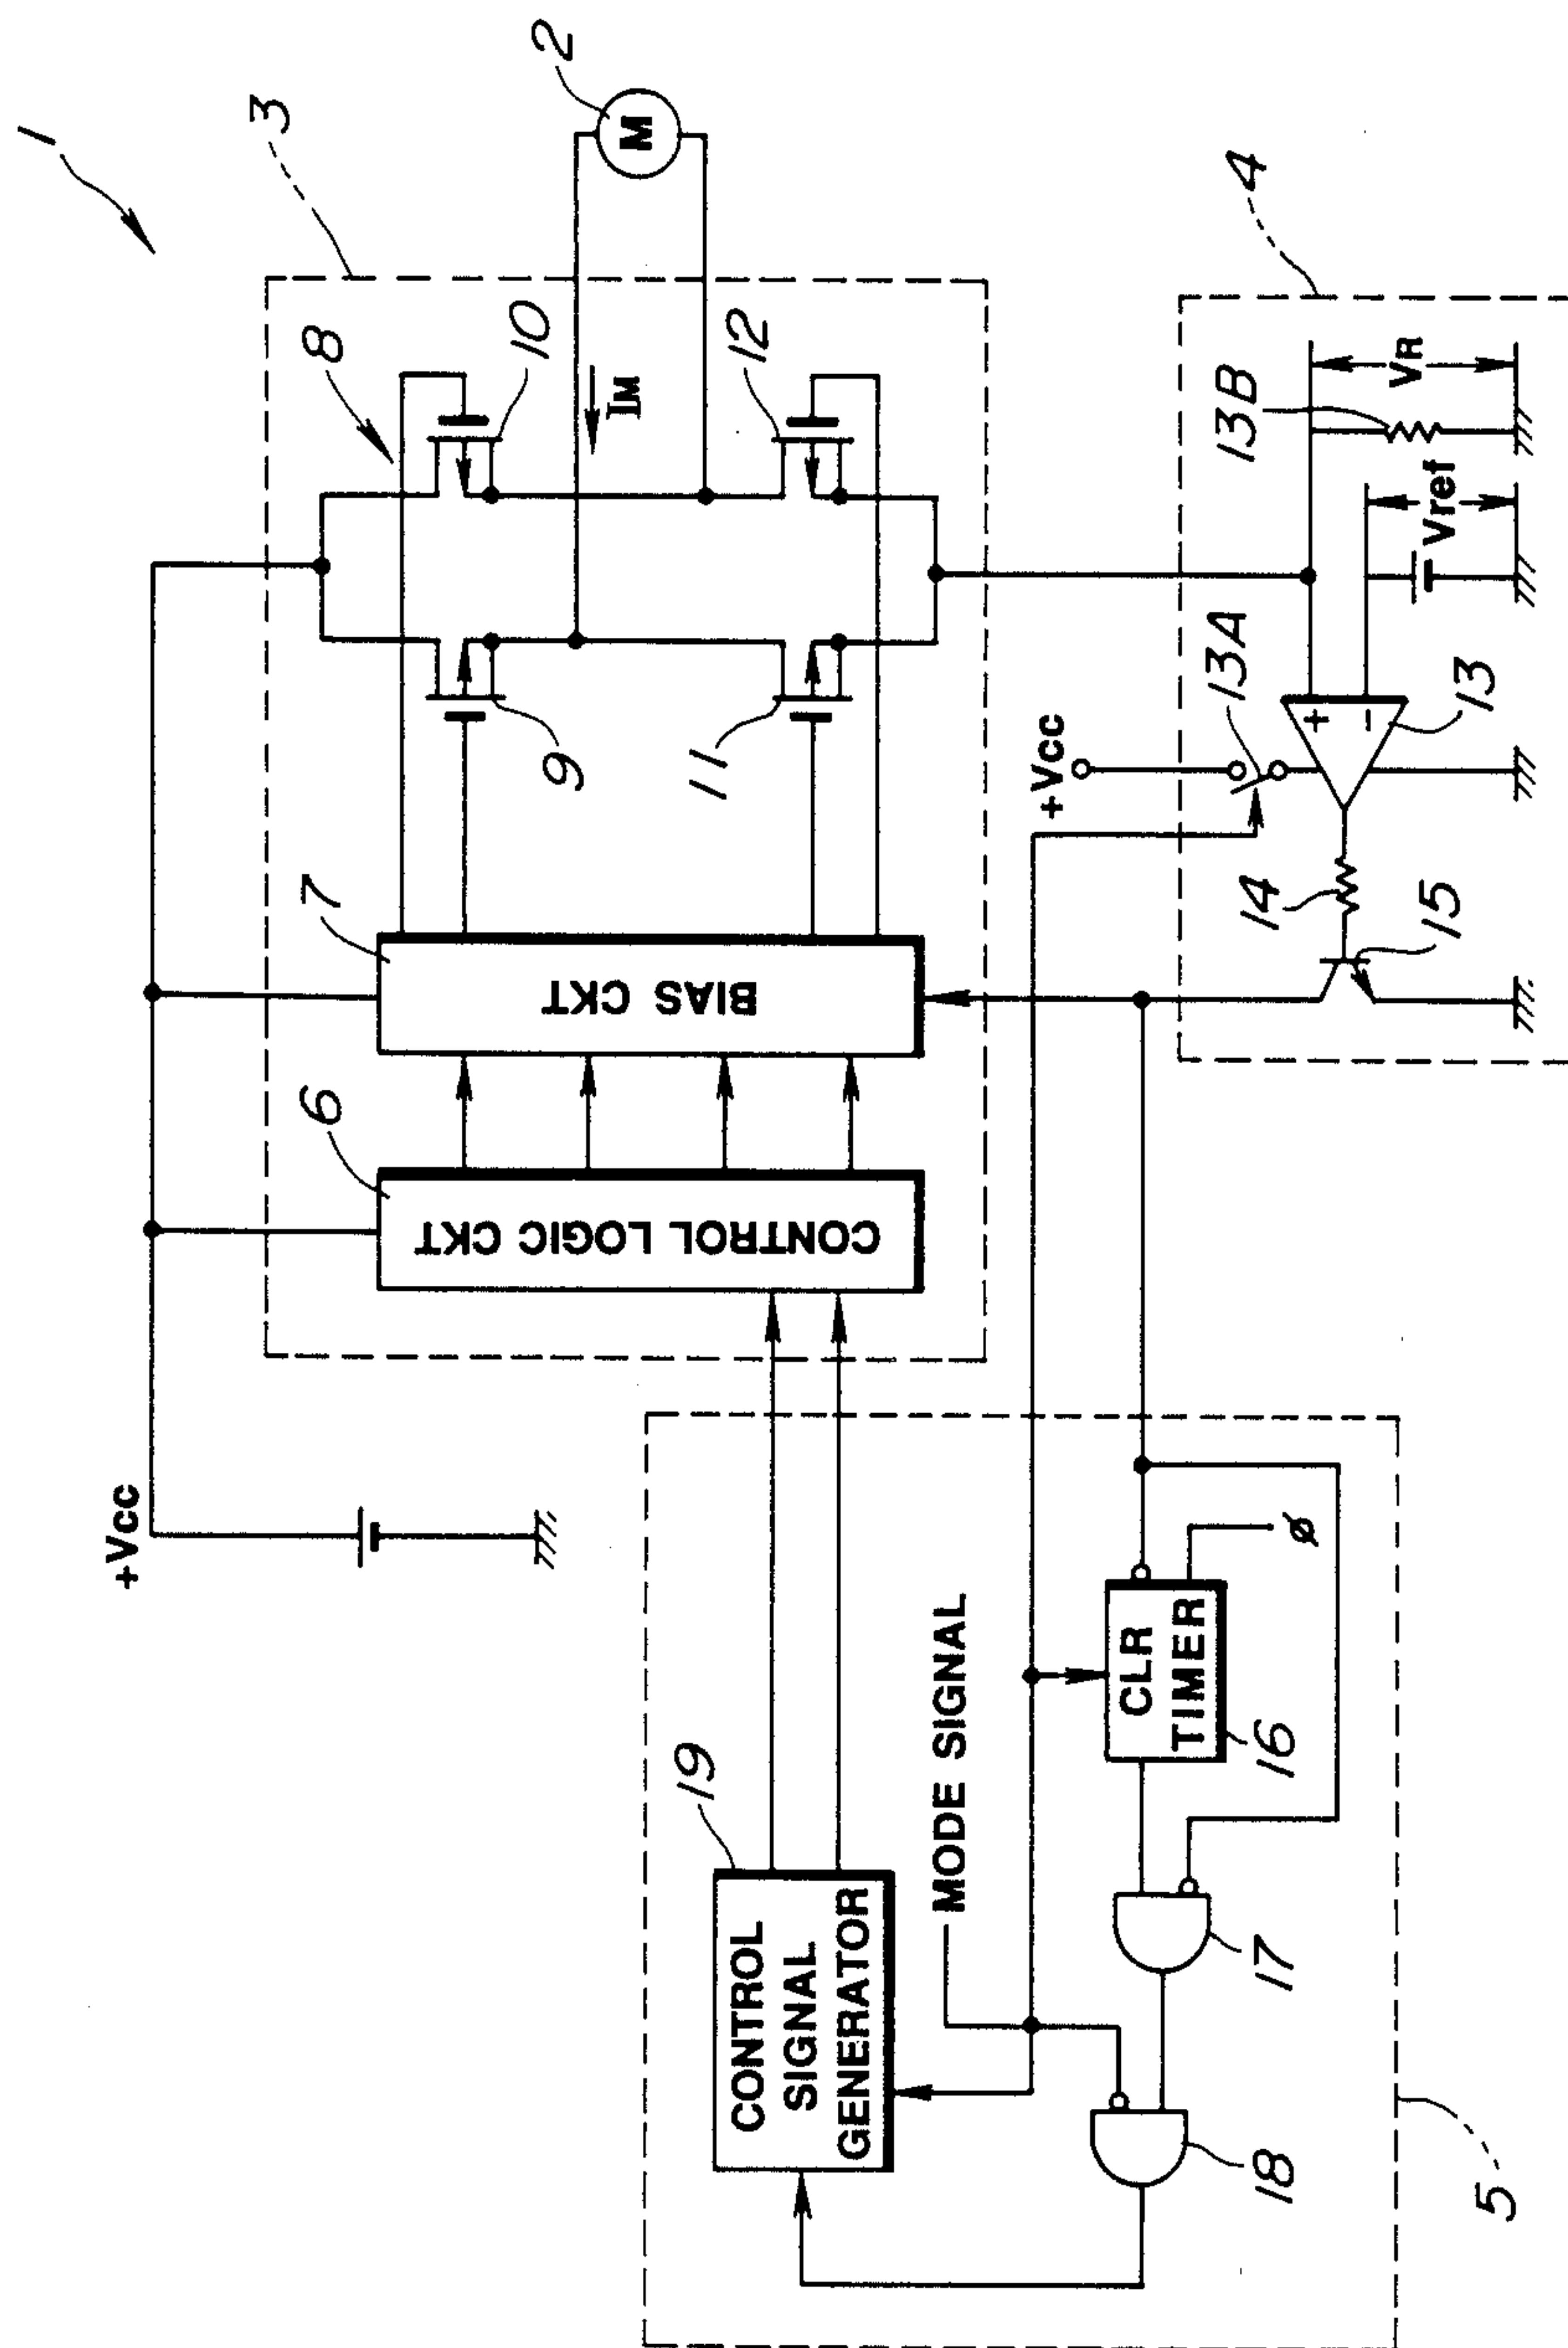 1
+Vcc
3
8
10
2
M
IM
9
11
12
7
BIAS CKT
6
CONTROL LOGIC CKT
4
13B
VR
Vref
13A
+Vcc
+
-
13
14
15
19
CONTROL
SIGNAL
GENERATOR
MODE SIGNAL
CLR
TIMER
16
ø
17
18
5